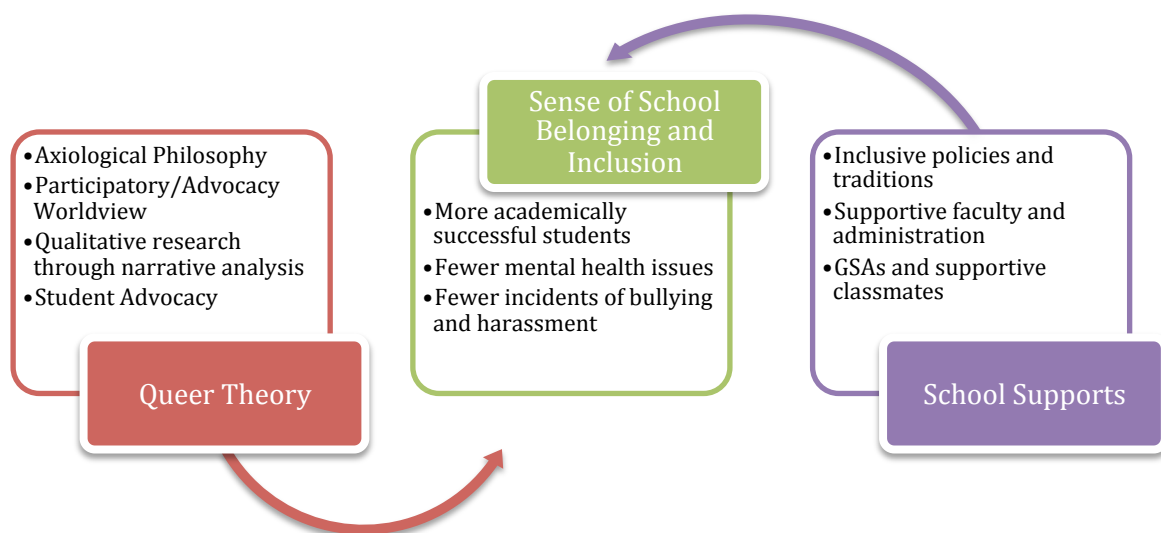 •Axiological Philosophy
•Participatory/Advocacy
Worldview
•Qualitative research
through narrative analysis
•Student Advocacy
Queer Theory
Sense of School
Belonging and
Inclusion
•More academically
successful students
•Fewer mental health issues
•Fewer incidents of bullying
and harassment
•Inclusive policies and
traditions
•Supportive faculty and
administration
•GSAs and supportive
classmates
School Supports